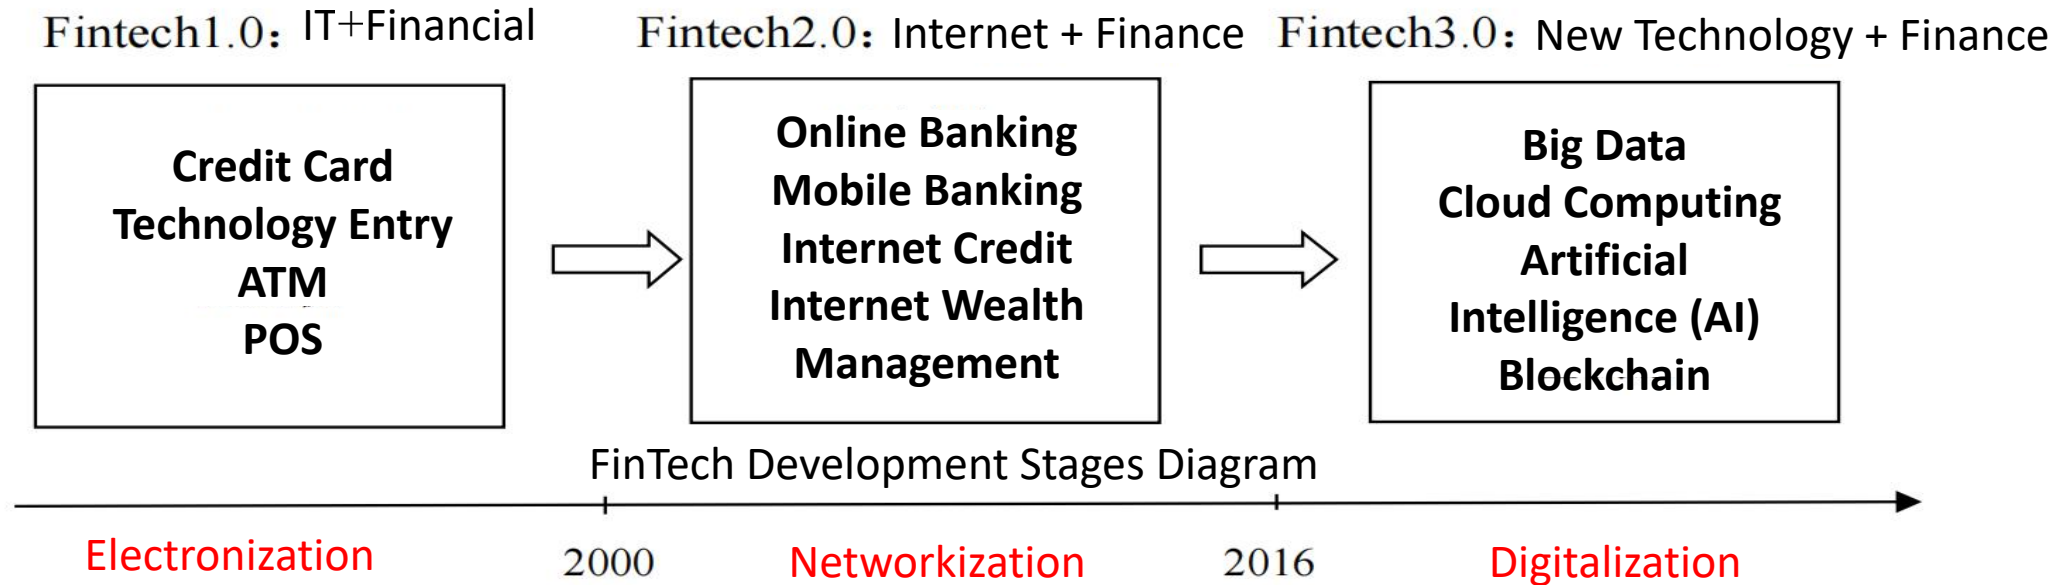 Fintech1.0: IT+Financial
Fintech2.0: Internet + Finance
Fintech3.0: New Technology + Finance
Credit Card
Technology Entry
ATM
POS
Online Banking
Mobile Banking
Internet Credit
Internet Wealth
Management
Big Data
Cloud Computing
Artificial
Intelligence (AI)
Blockchain
FinTech Development Stages Diagram
Electronization
2000
Networkization
2016
Digitalization